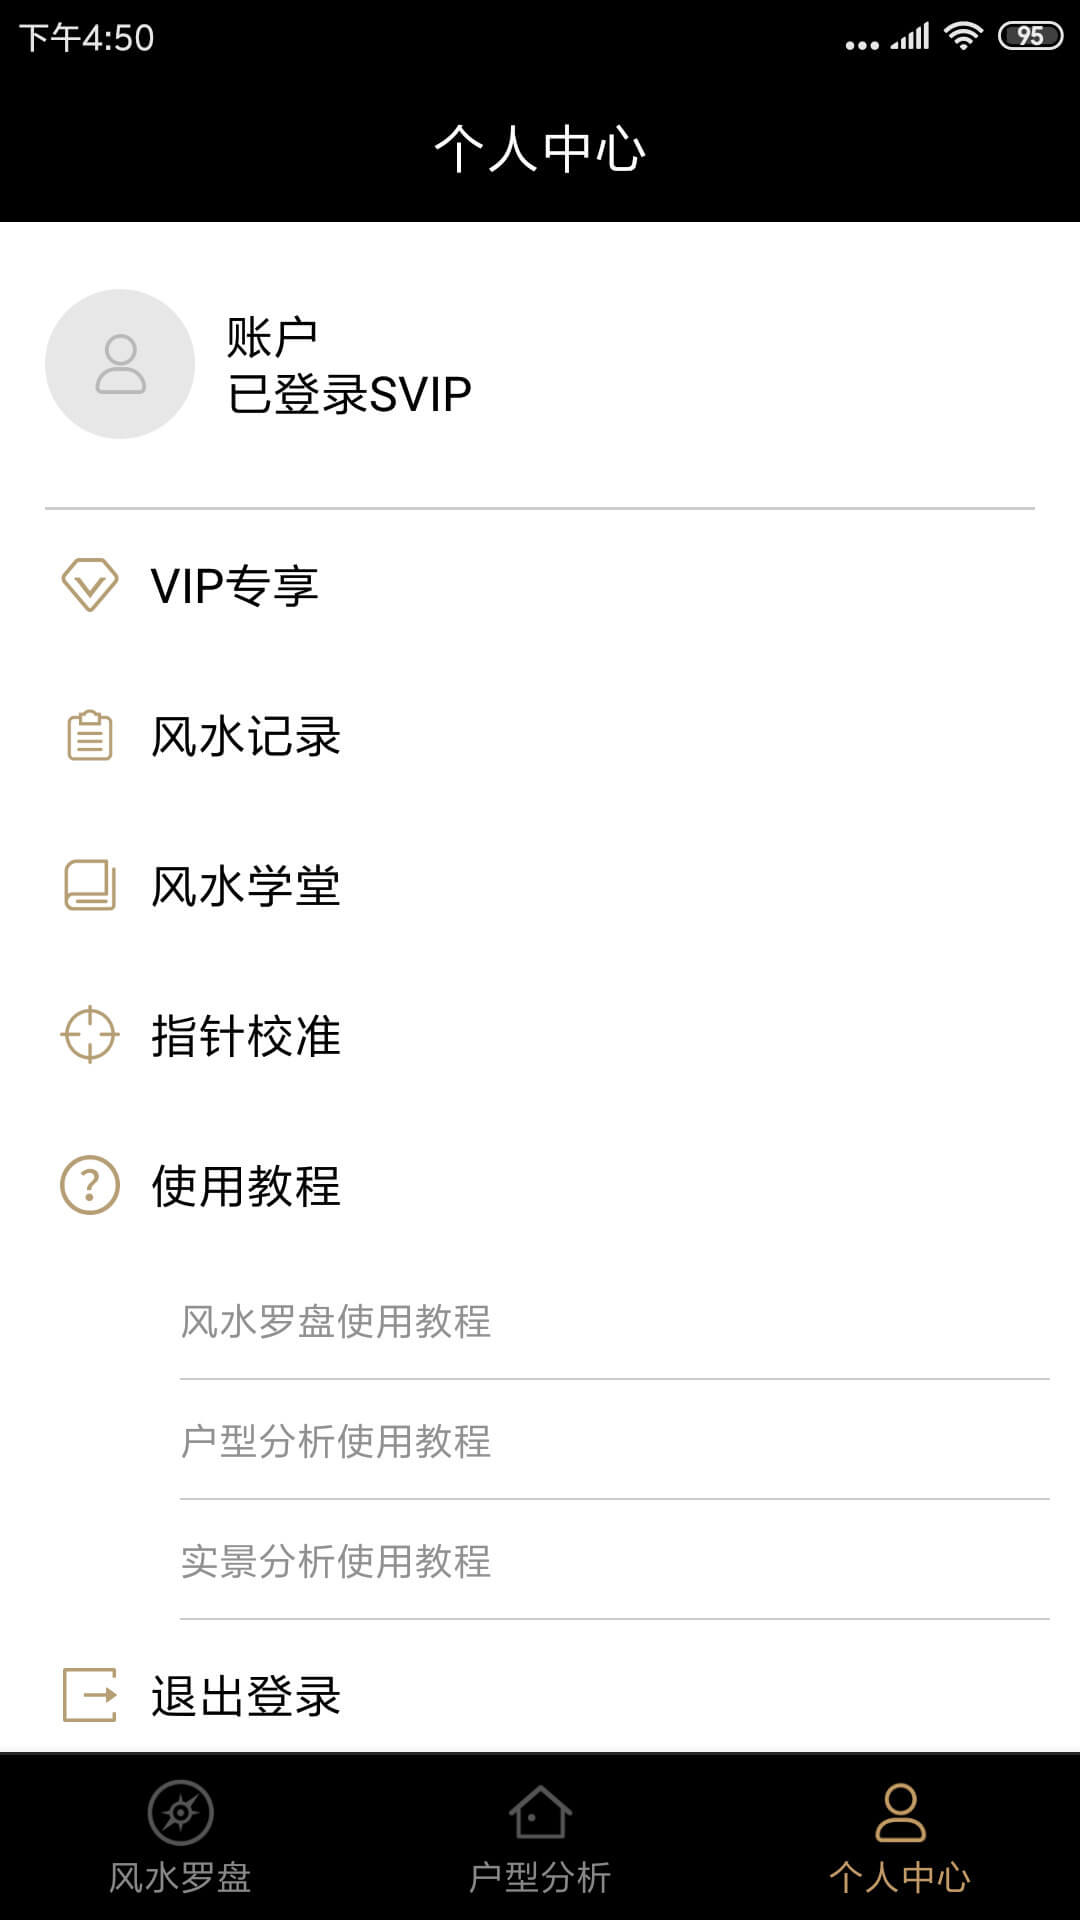 下午4:50
95
个人中心
账户
已登录SVIP
VIP专享
风水记录
风水学堂
指针校准
使用教程
风水罗盘使用教程
户型分析使用教程
实景分析使用教程
退出登录
风水罗盘
户型分析
个人中心